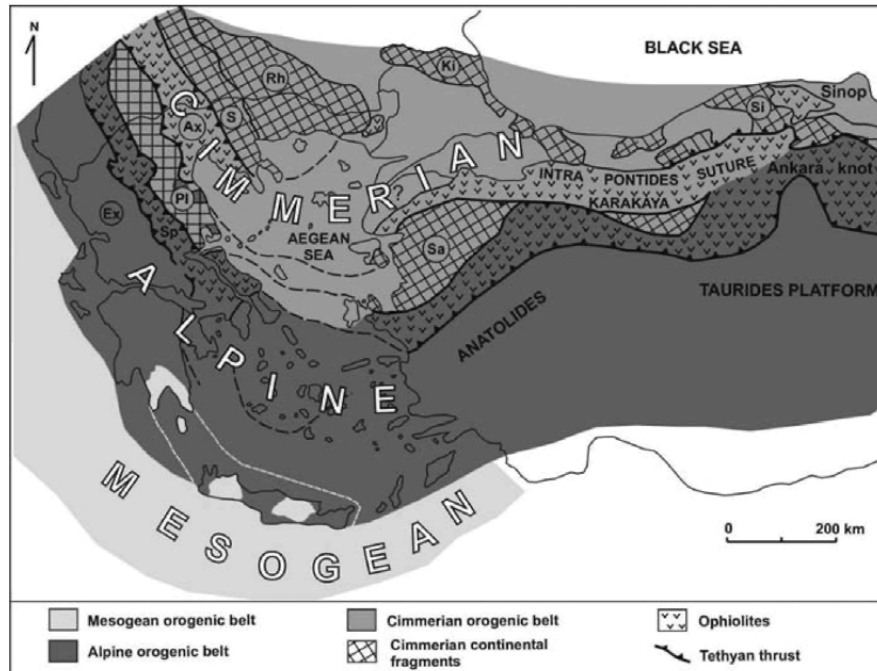 N
BLACK SEA
Rh
Ki
Sinop
Si
S
Ax
CIMMERIAN
INTRA PONTIDES SUTURE
KARAKAYA
Ankara knot
Pl
Ex
Sp
AEGEAN
SEA
Sa
TAURIDES PLATFORM
ANATOLIDES
ALPINE
MESOGEAN
0 200 km
Mesogean orogenic belt
Cimmerian orogenic belt
Ophiolites
Alpine orogenic belt
Cimmerian continental
fragments
Tethyan thrust